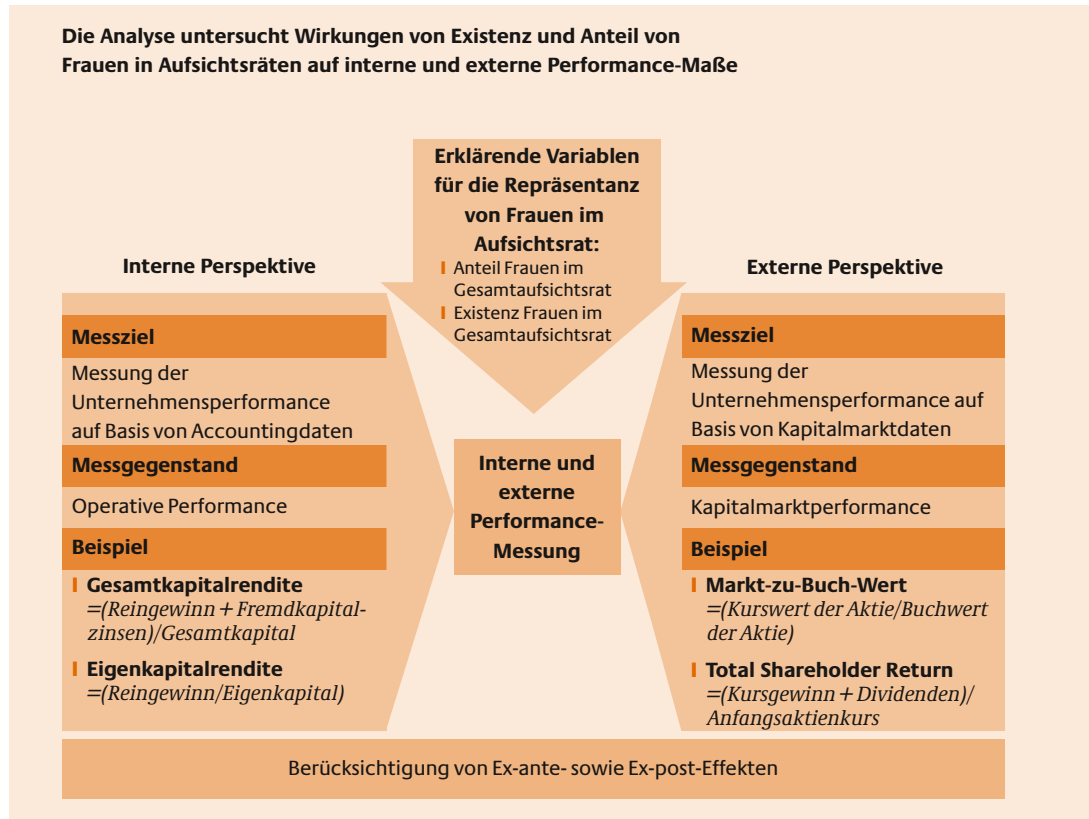 Die Analyse untersucht Wirkungen von Existenz und Anteil von
Frauen in Aufsichtsräten auf interne und externe Performance-Maße
Erklärende Variablen
für die Repräsentanz
von Frauen im
Aufsichtsrat:
Anteil Frauen im
Gesamtaufsichtsrat
Existenz Frauen im
Gesamtaufsichtsrat
Interne Perspektive
Messziel
Messung der
Unternehmensperformance
auf Basis von Accountingdaten
Messgegenstand
Operative Performance
Beispiel
Gesamtkapitalrendite
=(Reingewinn + Fremdkapital-
zinsen)/Gesamtkapital
Eigenkapitalrendite
=(Reingewinn/Eigenkapital)
Interne und
externe
Performance-
Messung
Externe Perspektive
Messziel
Messung der
Unternehmensperformance auf
Basis von Kapitalmarktdaten
Messgegenstand
Kapitalmarktperformance
Beispiel
Markt-zu-Buch-Wert
=(Kurswert der Aktie/Buchwert
der Aktie)
Total Shareholder Return
=(Kursgewinn + Dividenden)/
Anfangsaktienkurs
Berücksichtigung von Ex-ante- sowie Ex-post-Effekten